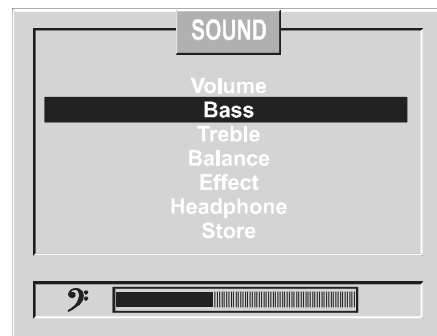 SOUND
Volume
Bass
Treble
Balance
Effect
Headphone
Store